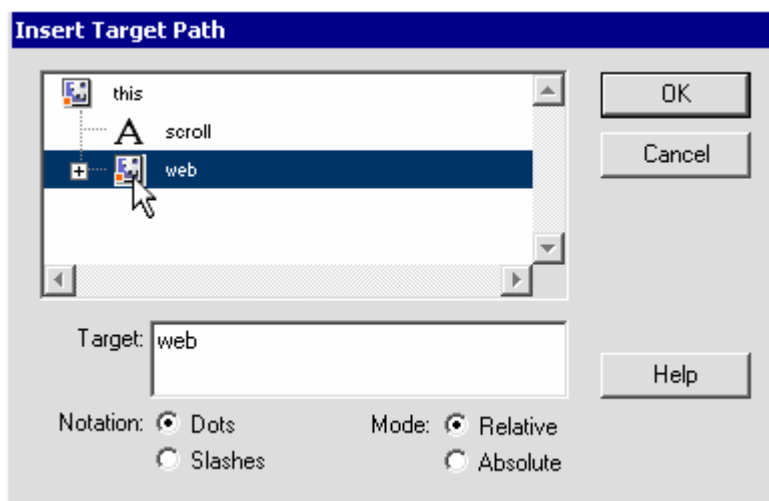 Insert Target Path
this
OK
A scroll
Cancel
web
Target: web
Help
Notation: Dots Mode: Relative
Slashes Absolute